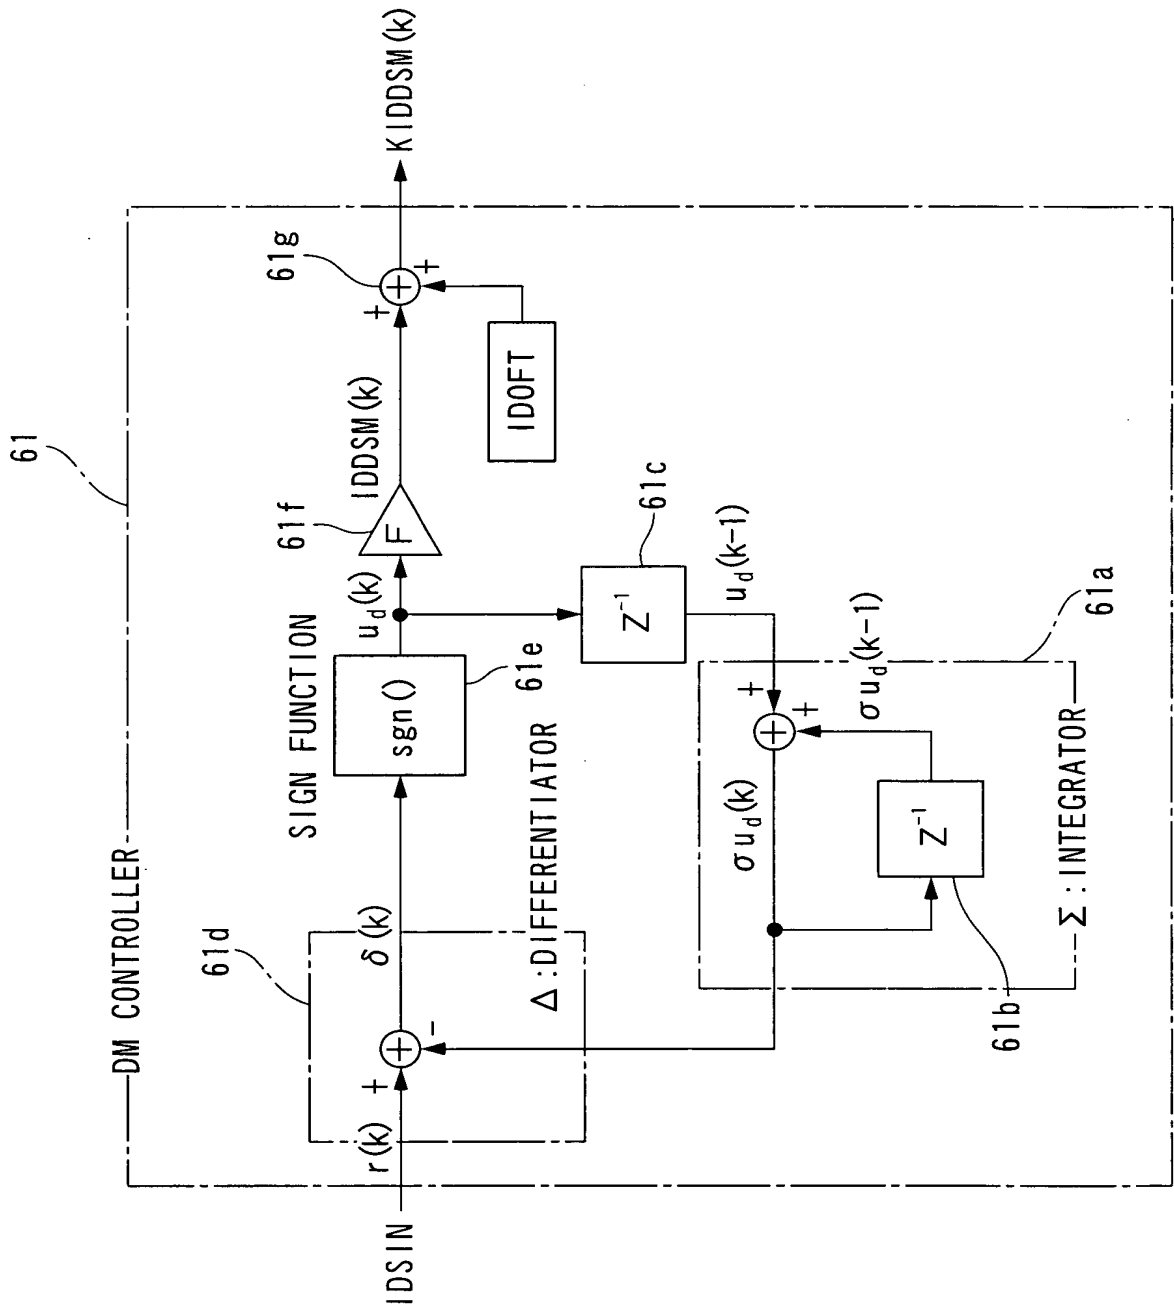 61
DM CONTROLLER
61d
61g
61f
SIGN FUNCTION
IDSIN
r(k)
+
+
-
δ(k)
sgn()
61e
u_d(k)
F
IDDSM(k)
+
+
+
KIDDSM(k)
Δ:DIFFERENTIATOR
IDOFT
Z⁻¹
61c
u_d(k-1)
σu_d(k)
+
+
+
σu_d(k-1)
Z⁻¹
61b
Σ:INTEGRATOR
61a